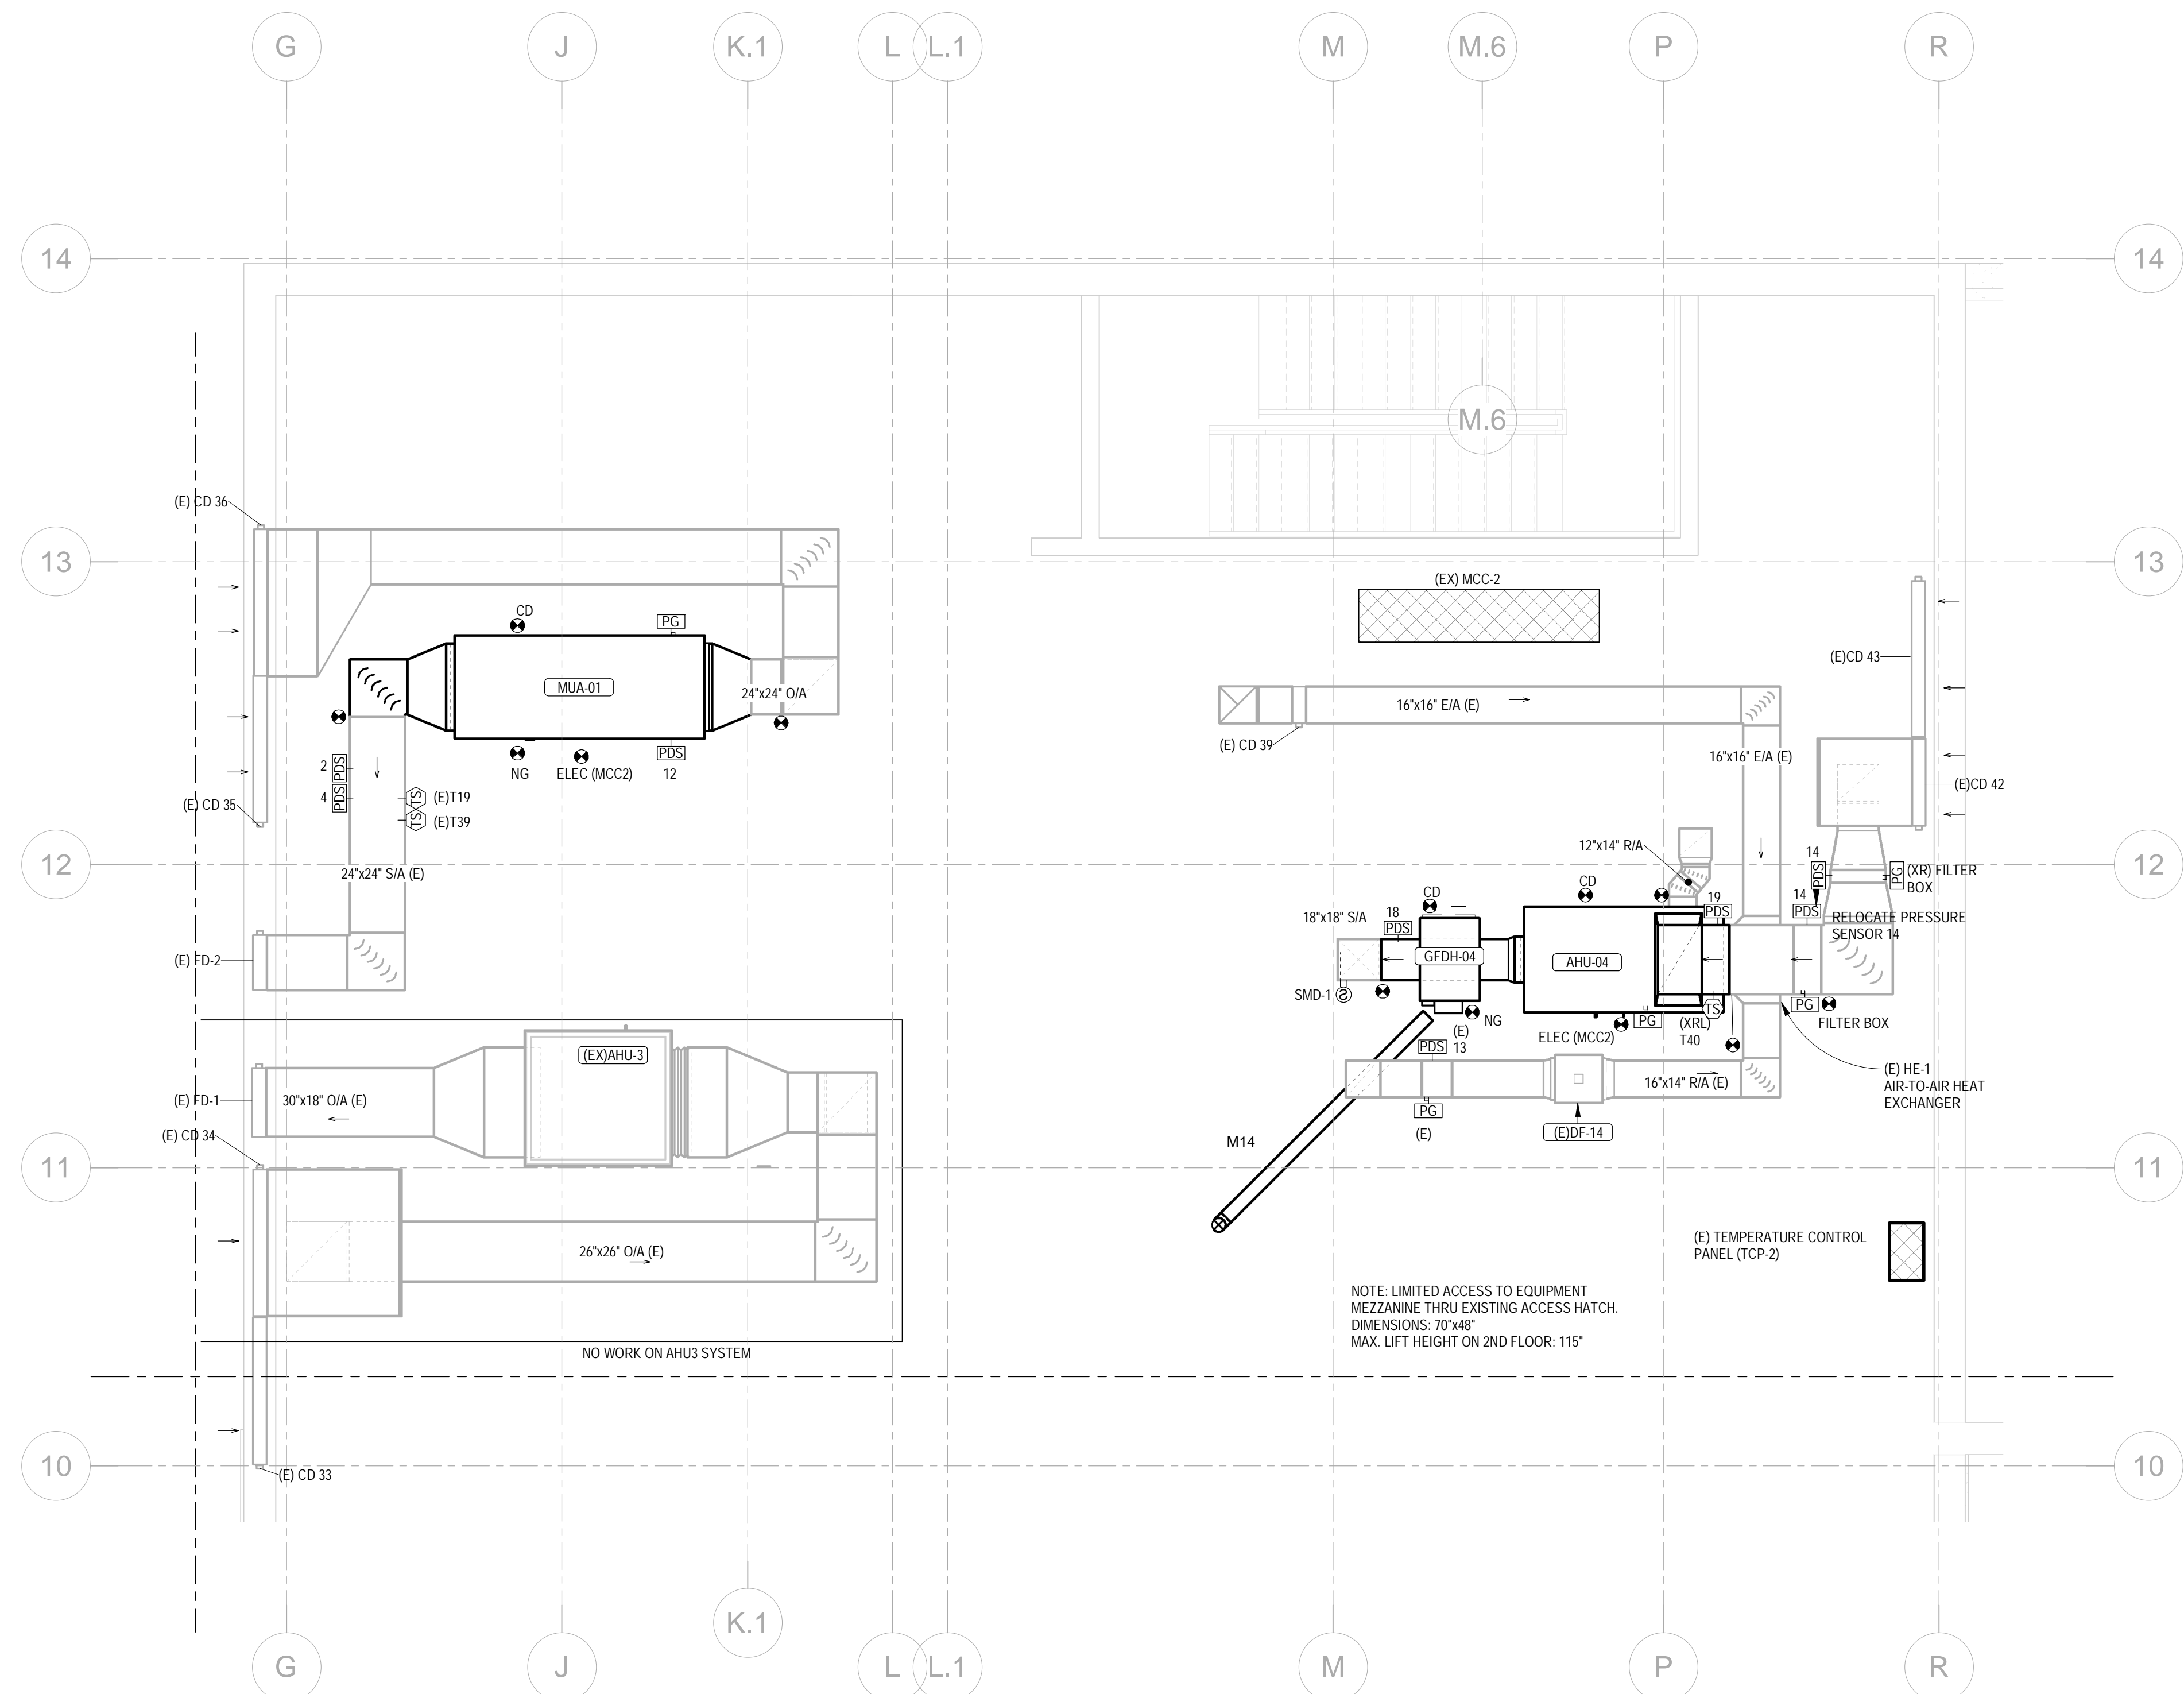 G
J
K.1
L
L.1
M
M.6
P
R
14
14
M.6
(E) CD 36
13
13
(EX) MCC-2
CD
PG
(E)CD 43
MUA-01
24"x24" O/A
16"x16" E/A (E)
(E) CD 39
16"x16" E/A (E)
2
PDS
NG
ELEC (MCC2)
PDS
12
4
PDS
TS
(E)T19
(E) CD 35
TS
(E)T39
(E)CD 42
12
12
12"x14" R/A
14
PDS
PG
(XR) FILTER
BOX
24"x24" S/A (E)
CD
CD
18"x18" S/A
18
PDS
19
PDS
14
PDS
RELOCATE PRESSURE
SENSOR 14
(E) FD-2
GFDH-04
AHU-04
SMD-1
S
TS
PG
FILTER BOX
NG
PG
(XRL)
T40
ELEC (MCC2)
(E)
13
PDS
(EX)AHU-3
(E) HE-1
AIR-TO-AIR HEAT
EXCHANGER
16"x14" R/A (E)
(E) FD-1
30"x18" O/A (E)
PG
(E)
(E)DF-14
(E) CD 34
M14
11
11
(E) TEMPERATURE CONTROL
PANEL (TCP-2)
26"x26" O/A (E)
NOTE: LIMITED ACCESS TO EQUIPMENT
MEZZANINE THRU EXISTING ACCESS HATCH.
DIMENSIONS: 70"x48"
MAX. LIFT HEIGHT ON 2ND FLOOR: 115"
NO WORK ON AHU3 SYSTEM
10
10
(E) CD 33
G
J
K.1
L
L.1
M
P
R